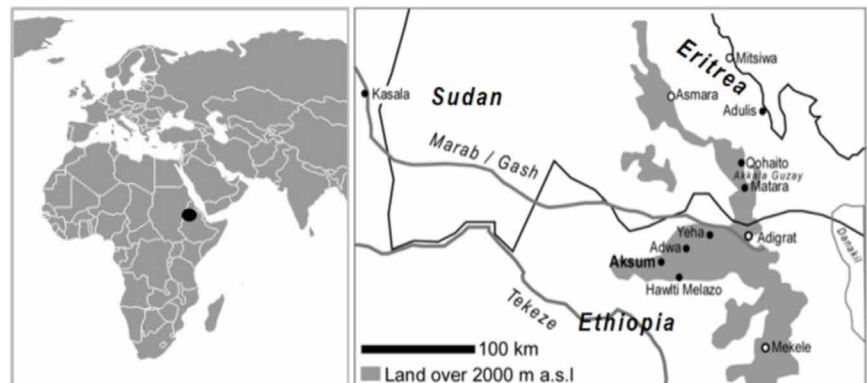 Mitsiwa
Eritrea
Kasala
Sudan
Asmara
Adulis
Marab / Gash
Qohaito
Akkala Guzay
Matara
Yeha
Adigrat
Adwa
Danakil
Aksum
Hawlti Melazo
Tekeze
Ethiopia
100 km
Mekele
Land over 2000 m a.s.l